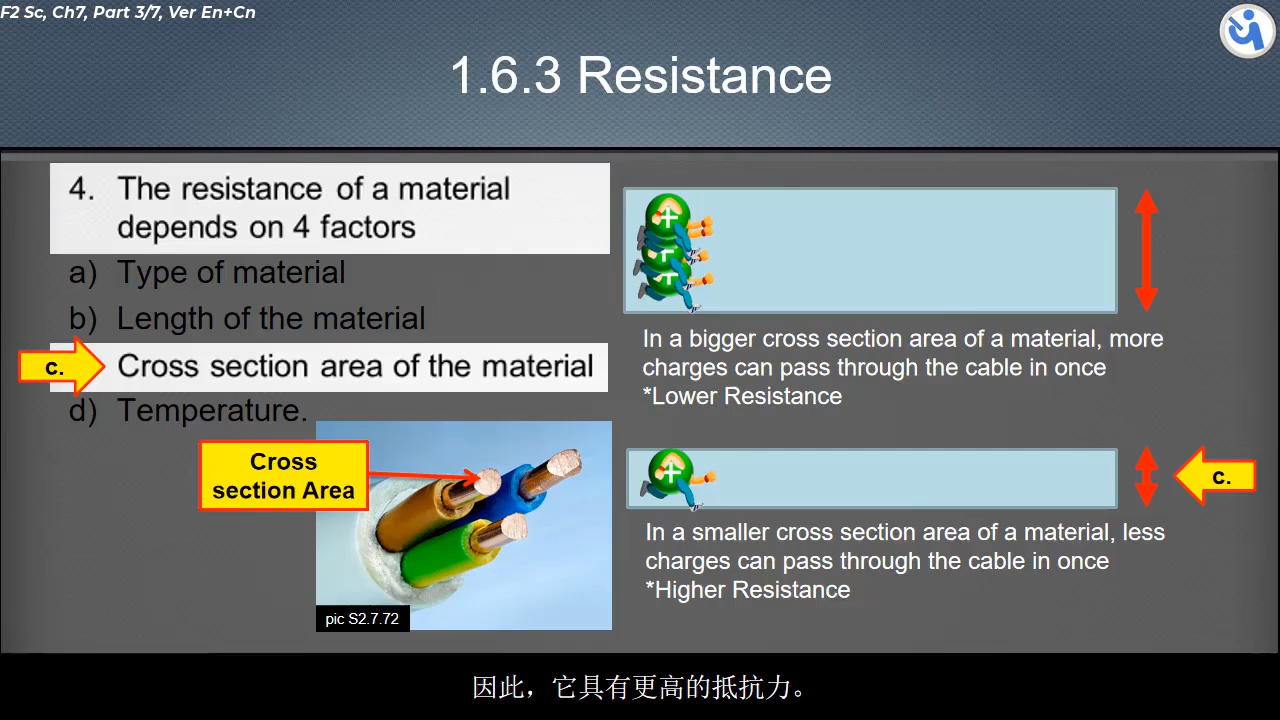 F2 Sc, Ch7, Part 3/7, Ver En+Cn
1.6.3 Resistance
4. The resistance of a material
depends on 4 factors
a) Type of material
b) Length of the material
c. Cross section area of the material
d) Temperature.
Cross
section Area
pic S2.7.72
In a bigger cross section area of a material, more
charges can pass through the cable in once
*Lower Resistance
c.
In a smaller cross section area of a material, less
charges can pass through the cable in once
*Higher Resistance
因此，它具有更高的抵抗力。